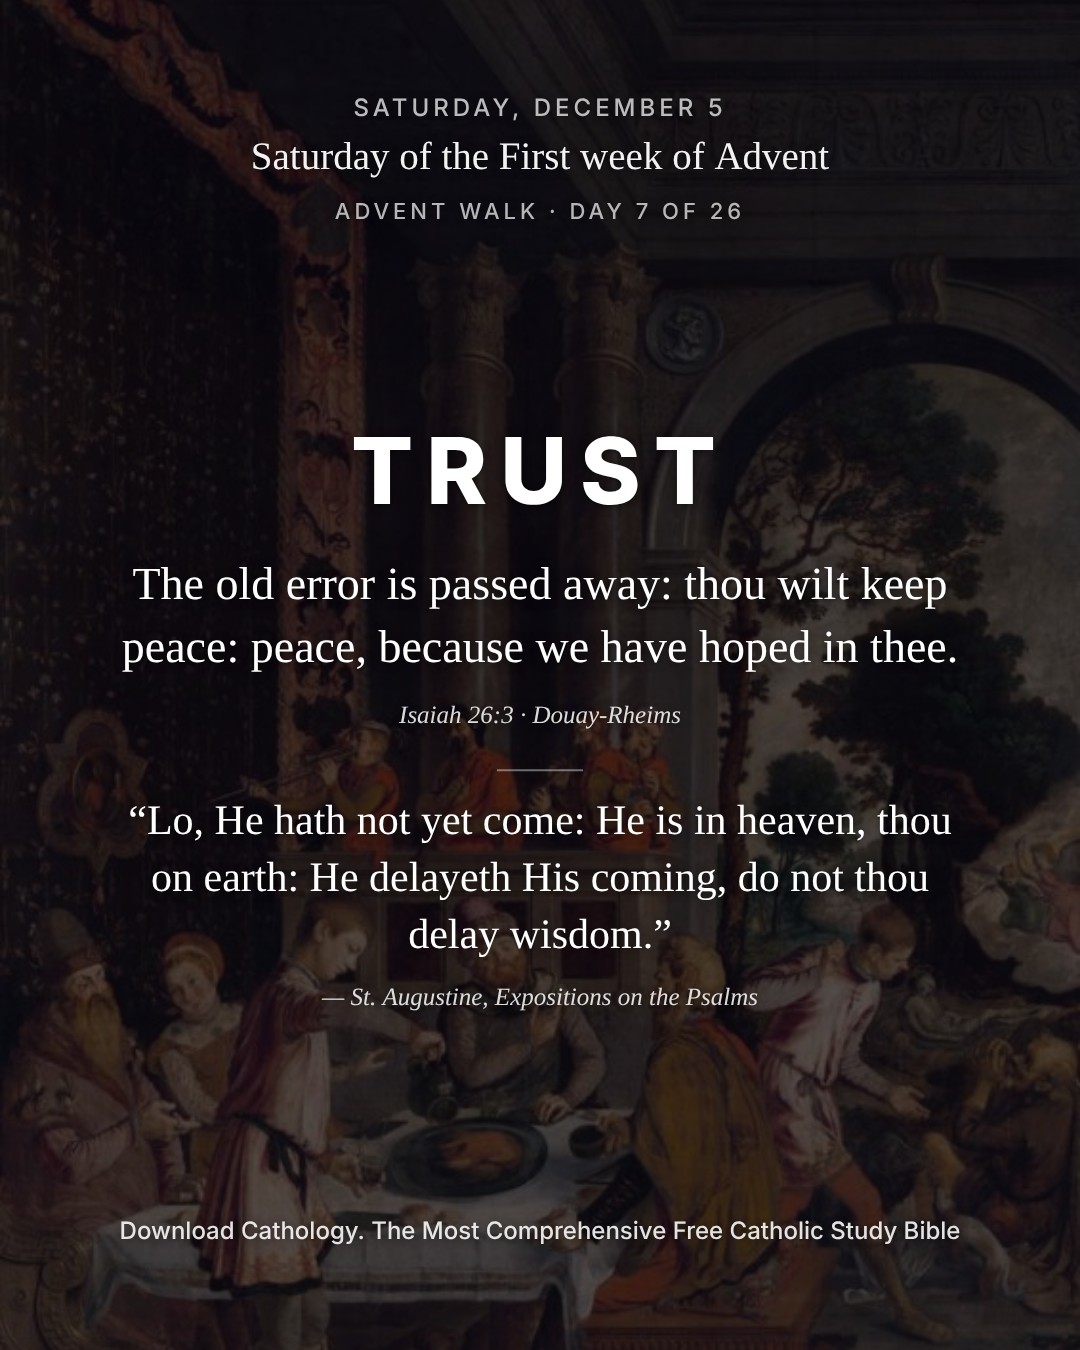 SATURDAY, DECEMBER 5
Saturday of the First week of Advent
ADVENT WALK · DAY 7 OF 26
TRUST
The old error is passed away: thou wilt keep
peace: peace, because we have hoped in thee.
Isaiah 26:3 · Douay-Rheims
“Lo, He hath not yet come: He is in heaven, thou
on earth: He delayeth His coming, do not thou
delay wisdom.”
— St. Augustine, Expositions on the Psalms
Download Cathology. The Most Comprehensive Free Catholic Study Bible